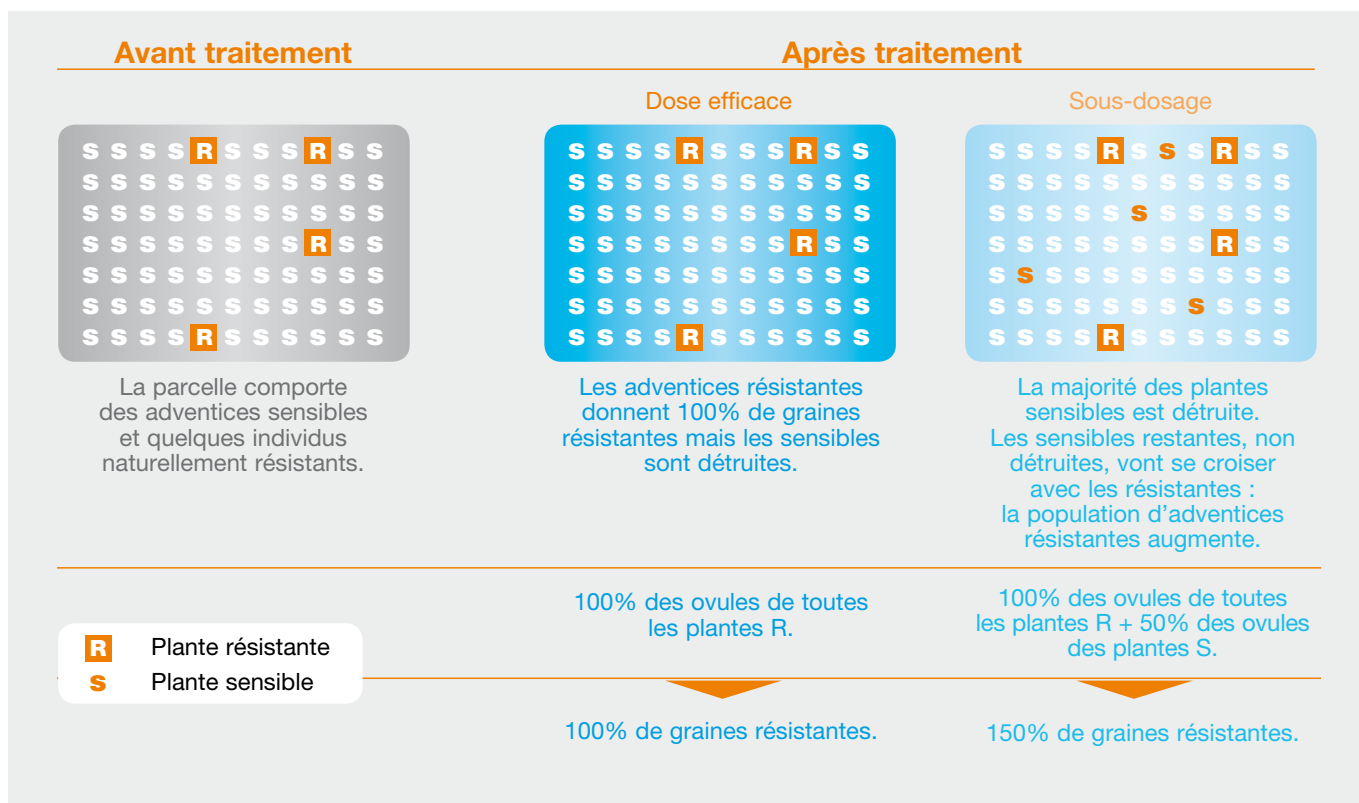 Avant traitement
Après traitement
Dose efficace
Sous-dosage
S S S S R S S S R S S
S S S S S S S S S S S
S S S S S S S S S S S
S S S S S S S S R S S
S S S S S S S S S S S
S S S S S S S S S S S
S S S S R S S S S S S
S S S S R S S S R S S
S S S S S S S S S S S
S S S S S S S S S S S
S S S S S S S S R S S
S S S S S S S S S S S
S S S S S S S S S S S
S S S S R S S S S S S
S S S S R S S S R S S
S S S S S S S S S S S
S S S S S S S S S S S
S S S S S S S S R S S
S S S S S S S S S S S
S S S S S S S S S S S
S S S S R S S S S S S
La parcelle comporte
des adventices sensibles
et quelques individus
naturellement résistants.
Les adventices résistantes
donnent 100% de graines
résistantes mais les sensibles
sont détruites.
La majorité des plantes
sensibles est détruite.
Les sensibles restantes, non
détruites, vont se croiser
avec les résistantes :
la population d’adventices
résistantes augmente.
100% des ovules de toutes
les plantes R.
100% des ovules de toutes
les plantes R + 50% des ovules
des plantes S.
R Plante résistante
S Plante sensible
100% de graines résistantes.
150% de graines résistantes.